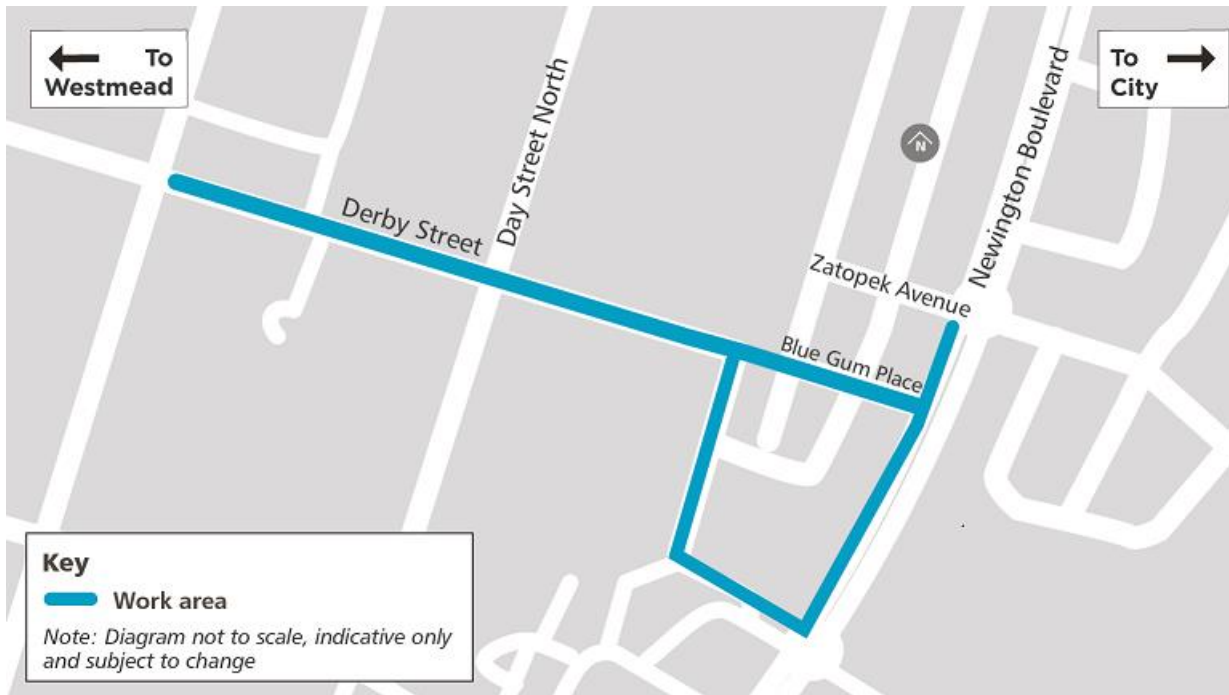 ← To
Westmead
To →
City
Day Street North
Newington Boulevard
N
Derby Street
Zatopek Avenue
Blue Gum Place
Key
Work area
Note: Diagram not to scale, indicative only
and subject to change